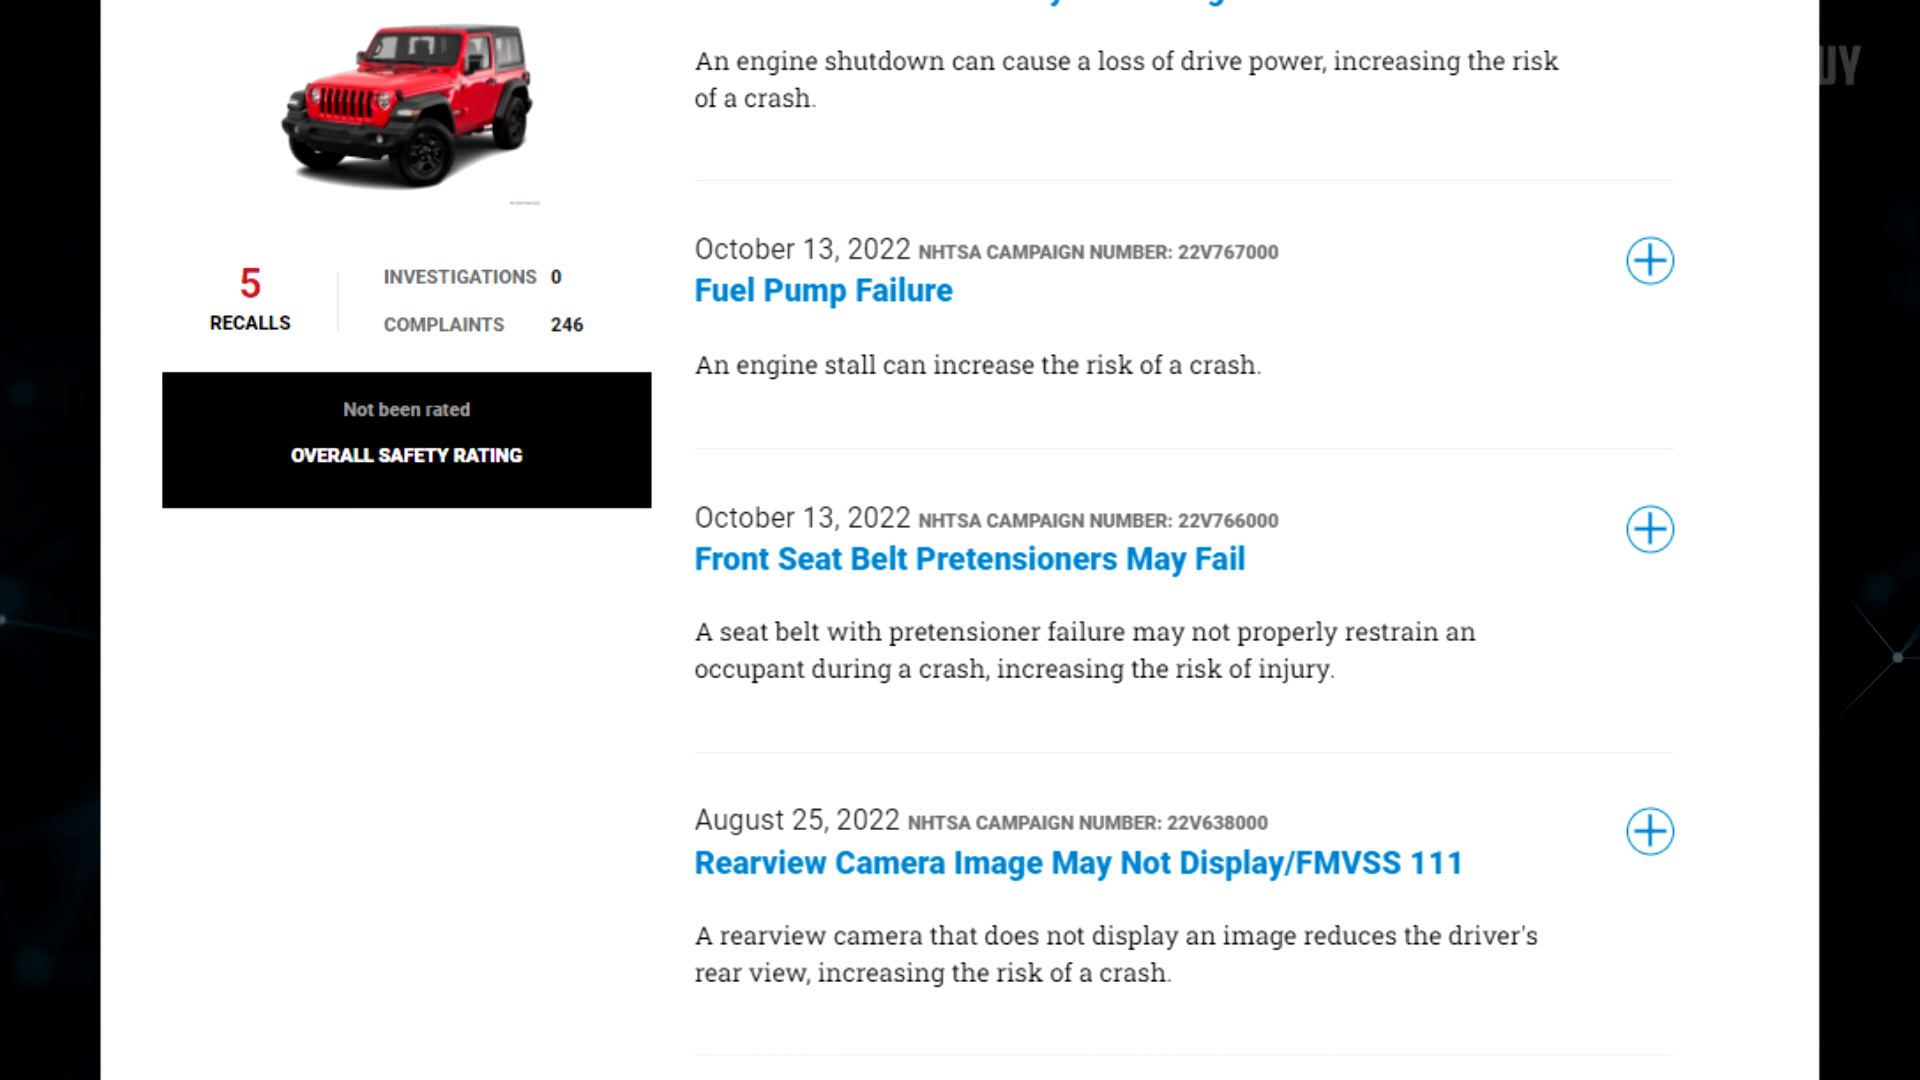 An engine shutdown can cause a loss of drive power, increasing the risk
of a crash.
5
RECALLS
INVESTIGATIONS 0
COMPLAINTS 246
Not been rated
OVERALL SAFETY RATING
October 13, 2022 NHTSA CAMPAIGN NUMBER: 22V767000
Fuel Pump Failure
An engine stall can increase the risk of a crash.
October 13, 2022 NHTSA CAMPAIGN NUMBER: 22V766000
Front Seat Belt Pretensioners May Fail
A seat belt with pretensioner failure may not properly restrain an
occupant during a crash, increasing the risk of injury.
August 25, 2022 NHTSA CAMPAIGN NUMBER: 22V638000
Rearview Camera Image May Not Display/FMVSS 111
A rearview camera that does not display an image reduces the driver's
rear view, increasing the risk of a crash.